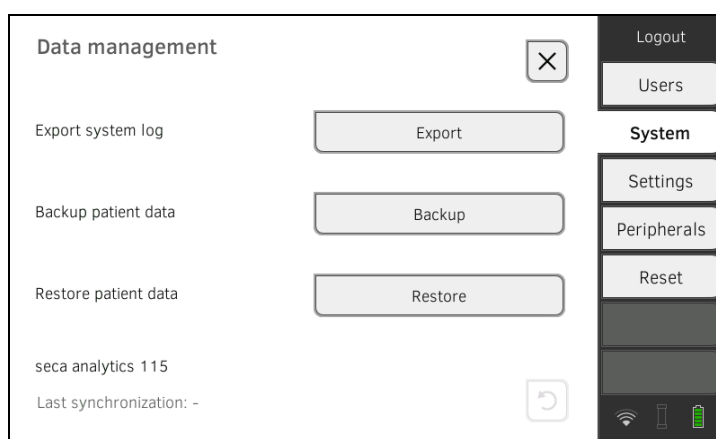 Data management
Export system log
Export
Backup patient data
Backup
Restore patient data
Restore
seca analytics 115
Last synchronization: -
Logout
Users
System
Settings
Peripherals
Reset